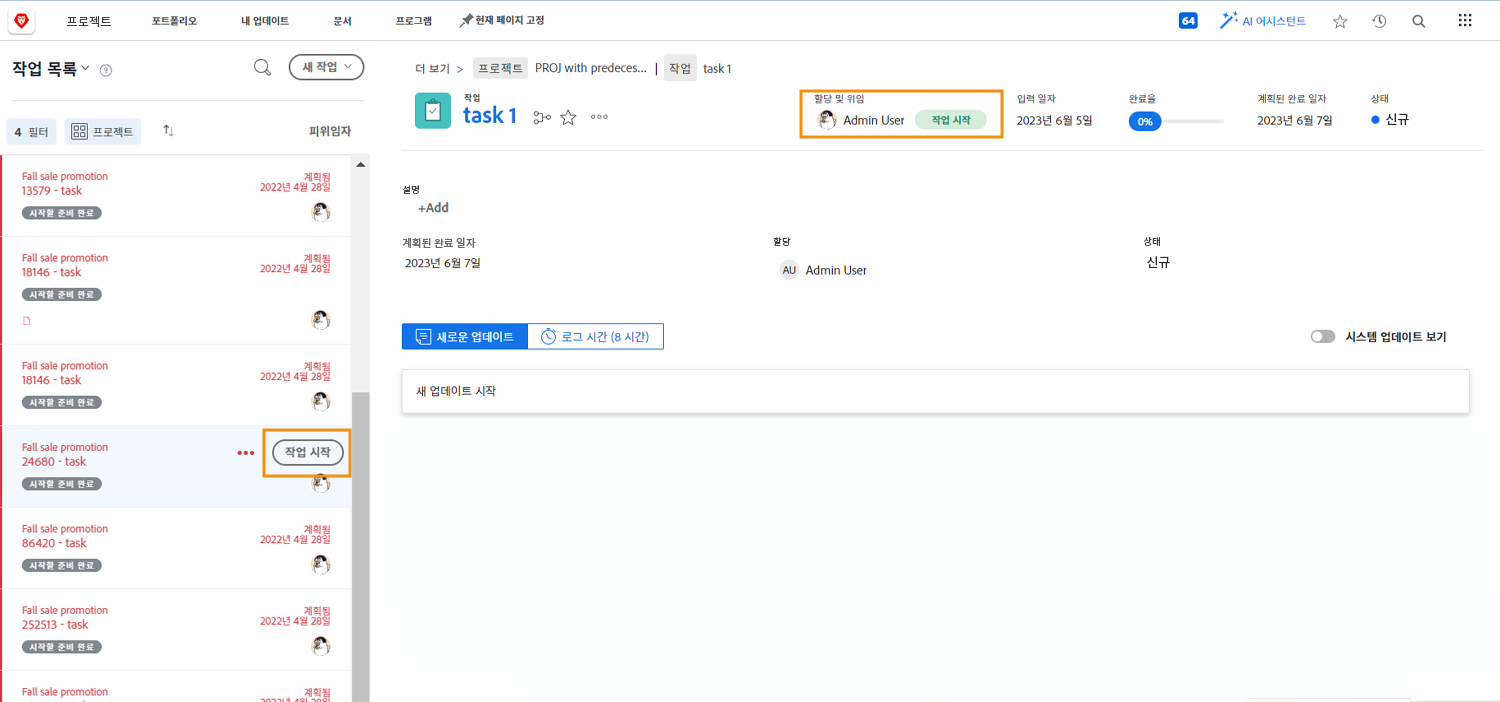 프로젝트 포트폴리오 내 업데이트 문서 프로그램 현재 페이지 고정 64 AI 어시스턴트
작업 목록 ?
새 작업
4 필터 프로젝트 피위임자
Fall sale promotion
13579 - task
계획됨
2022년 4월 28일
시작할 준비 완료
Fall sale promotion
18146 - task
계획됨
2022년 4월 28일
시작할 준비 완료
Fall sale promotion
18146 - task
계획됨
2022년 4월 28일
시작할 준비 완료
Fall sale promotion
24680 - task
작업 시작
시작할 준비 완료
Fall sale promotion
86420 - task
계획됨
2022년 4월 28일
시작할 준비 완료
Fall sale promotion
252513 - task
계획됨
2022년 4월 28일
시작할 준비 완료
Fall sale promotion
계획됨
더 보기 > 프로젝트 PROJ with predeces... | 작업 task 1
작업
task 1
할당 및 위임
Admin User 작업 시작
입력 일자
2023년 6월 5일
완료율
0%
계획된 완료 일자
2023년 6월 7일
상태
신규
설명
+Add
계획된 완료 일자
2023년 6월 7일
할당
AU Admin User
상태
신규
새로운 업데이트 로그 시간 (8 시간) 시스템 업데이트 보기
새 업데이트 시작